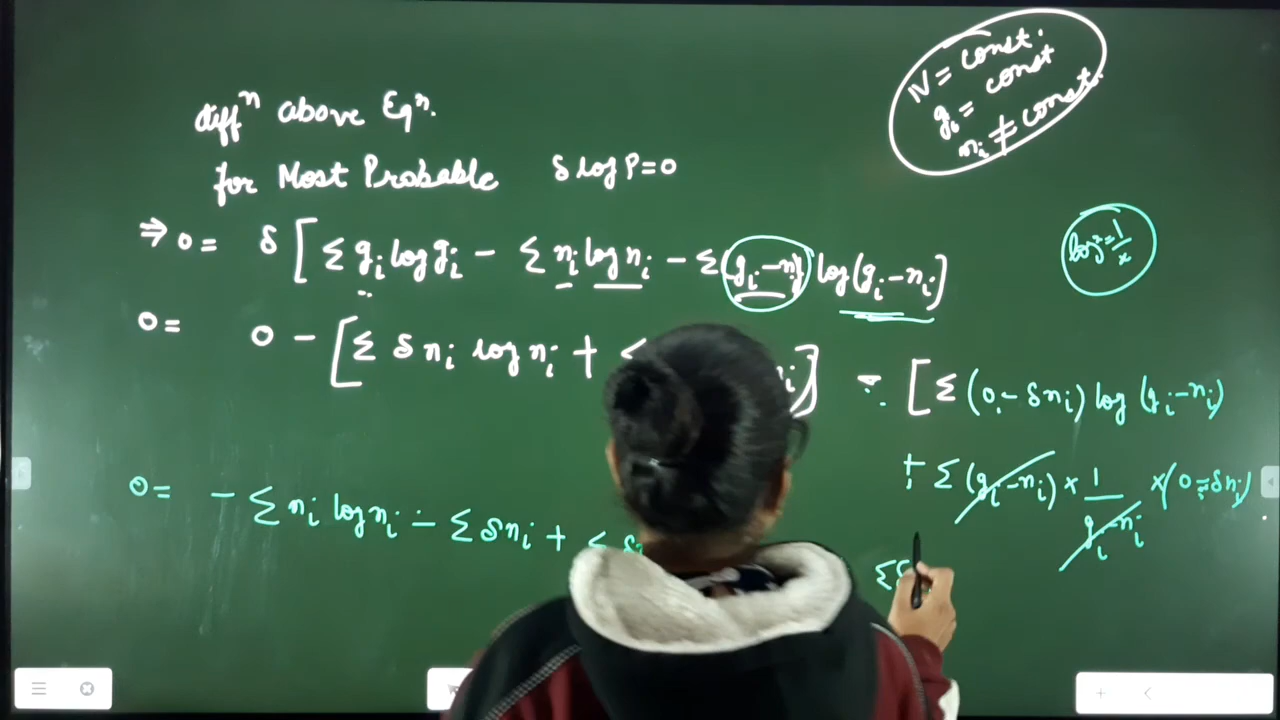 N = const.
gᵢ = const
nᵢ ≠ const.
diffⁿ above Eqⁿ.
for Most Probable δ log P = 0
⇒ 0 = δ [ Σ gᵢ log gᵢ - Σ nᵢ log nᵢ - Σ (gᵢ - nᵢ) log (gᵢ - nᵢ) ]
0 = 0 - [ Σ δnᵢ log nᵢ +
] - [ Σ (0 - δnᵢ) log (gᵢ - nᵢ)
+ Σ (gᵢ - nᵢ) × 1/(gᵢ - nᵢ) × (0 - δnᵢ)
0 = - Σ nᵢ log nᵢ - Σ δnᵢ +
Σδ